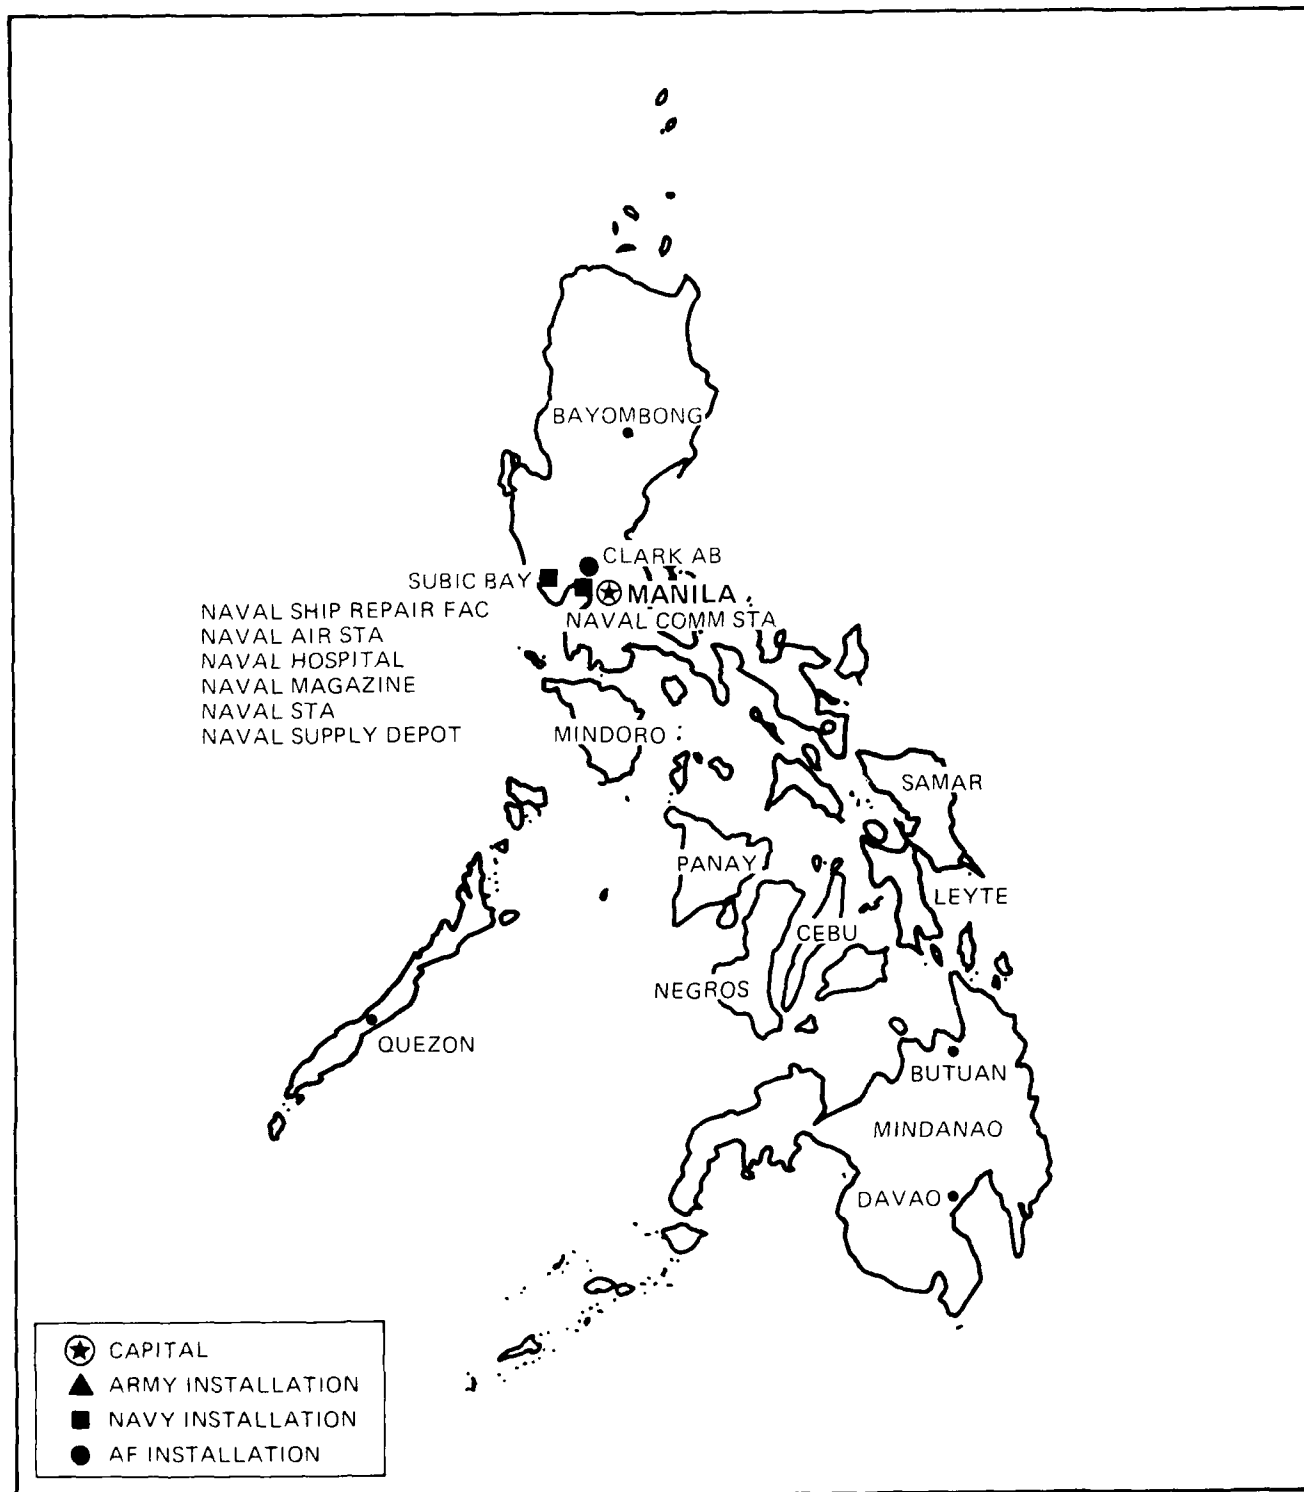 BAYOMBONG
CLARK AB
SUBIC BAY
MANILA
NAVAL SHIP REPAIR FAC
NAVAL COMM STA
NAVAL AIR STA
NAVAL HOSPITAL
NAVAL MAGAZINE
NAVAL STA
NAVAL SUPPLY DEPOT
MINDORO
SAMAR
PANAY
LEYTE
CEBU
NEGROS
QUEZON
BUTUAN
MINDANAO
DAVAO
CAPITAL
ARMY INSTALLATION
NAVY INSTALLATION
AF INSTALLATION